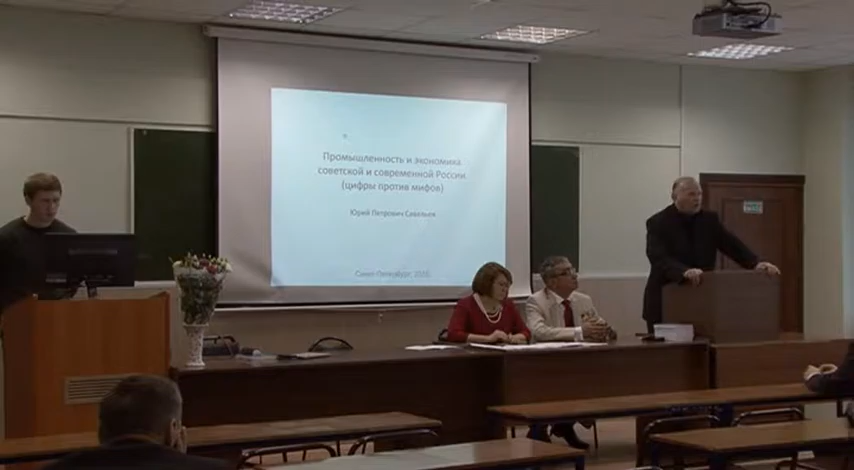 Промышленность и экономика
советской и современной России
(цифры против мифов)
Юрий Петрович Савельев
Санкт-Петербург,